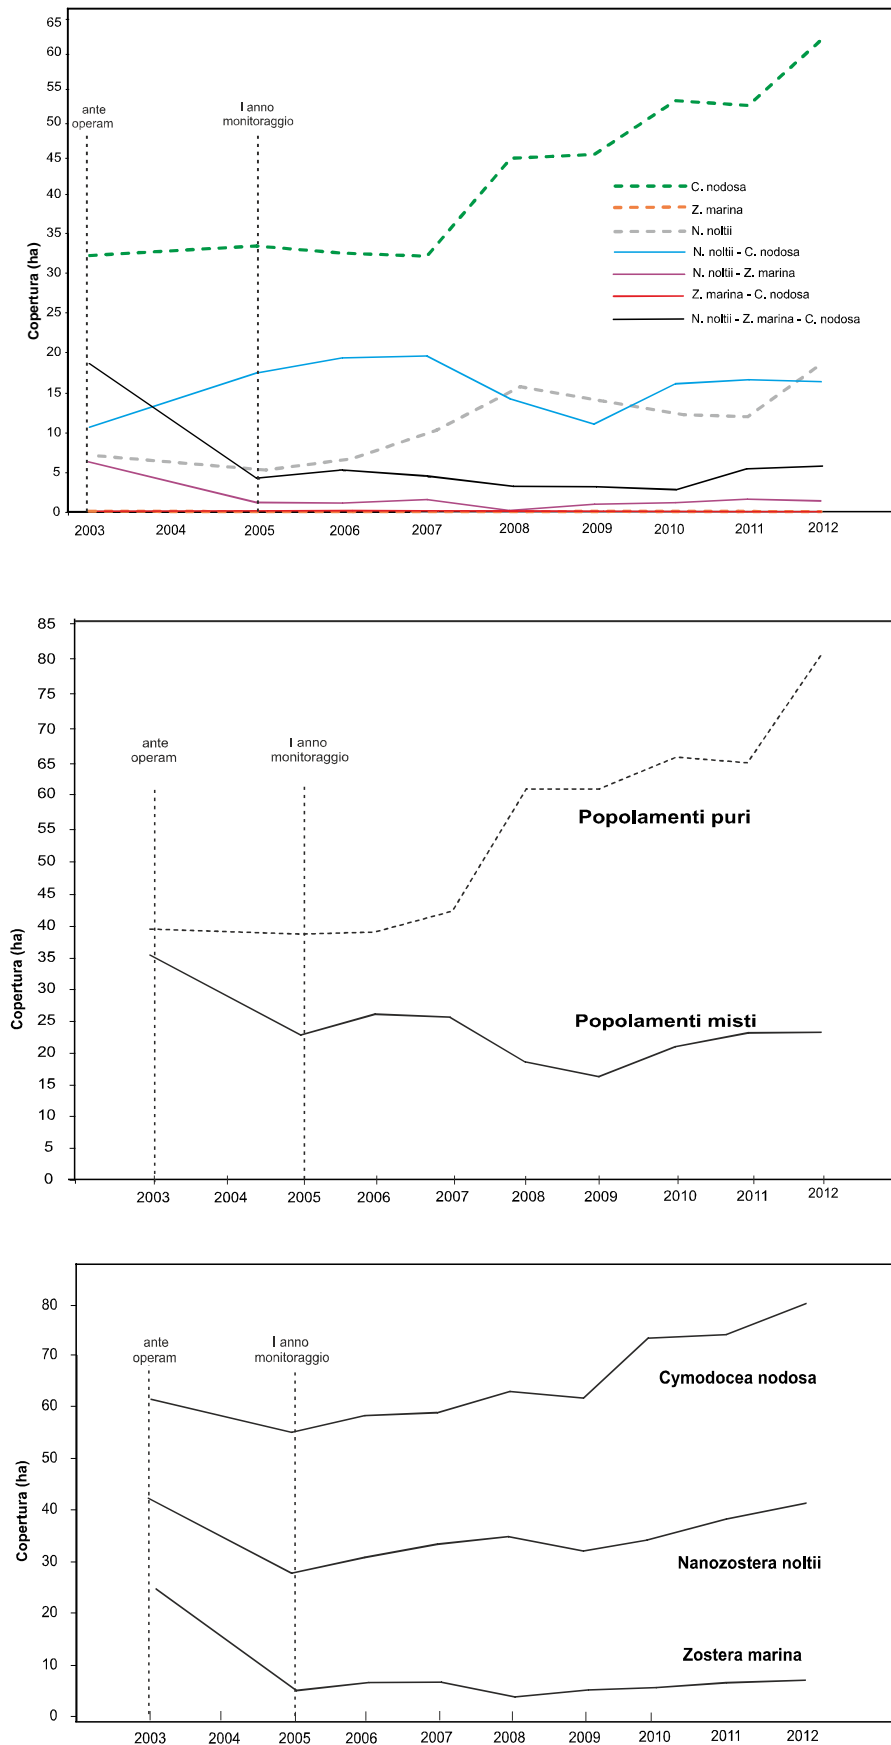 65
60
55
50
45
40
35
30
25
20
15
10
5
0
Copertura (ha)
ante
operam
I anno
monitoraggio
C. nodosa
Z. marina
N. noltii
N. noltii - C. nodosa
N. noltii - Z. marina
Z. marina - C. nodosa
N. noltii - Z. marina - C. nodosa
2003 2004 2005 2006 2007 2008 2009 2010 2011 2012
85
80
75
70
65
60
55
50
45
40
35
30
25
20
15
10
5
0
Copertura (ha)
ante
operam
I anno
monitoraggio
Popolamenti puri
Popolamenti misti
2003 2004 2005 2006 2007 2008 2009 2010 2011 2012
80
70
60
50
40
30
20
10
0
Copertura (ha)
ante
operam
I anno
monitoraggio
Cymodocea nodosa
Nanozostera noltii
Zostera marina
2003 2004 2005 2006 2007 2008 2009 2010 2011 2012